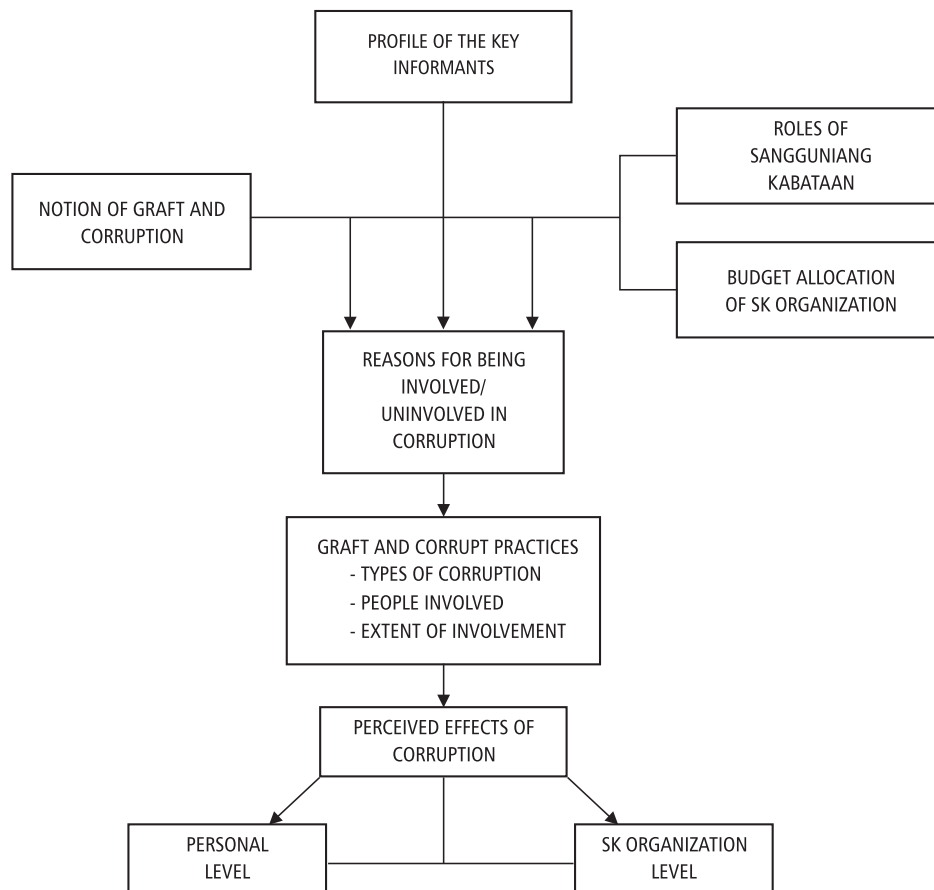 PROFILE OF THE KEY
INFORMANTS
ROLES OF
SANGGUNIANG
KABATAAN
NOTION OF GRAFT AND
CORRUPTION
BUDGET ALLOCATION
OF SK ORGANIZATION
REASONS FOR BEING
INVOLVED/
UNINVOLVED IN
CORRUPTION
GRAFT AND CORRUPT PRACTICES
- TYPES OF CORRUPTION
- PEOPLE INVOLVED
- EXTENT OF INVOLVEMENT
PERCEIVED EFFECTS OF
CORRUPTION
PERSONAL
LEVEL
SK ORGANIZATION
LEVEL